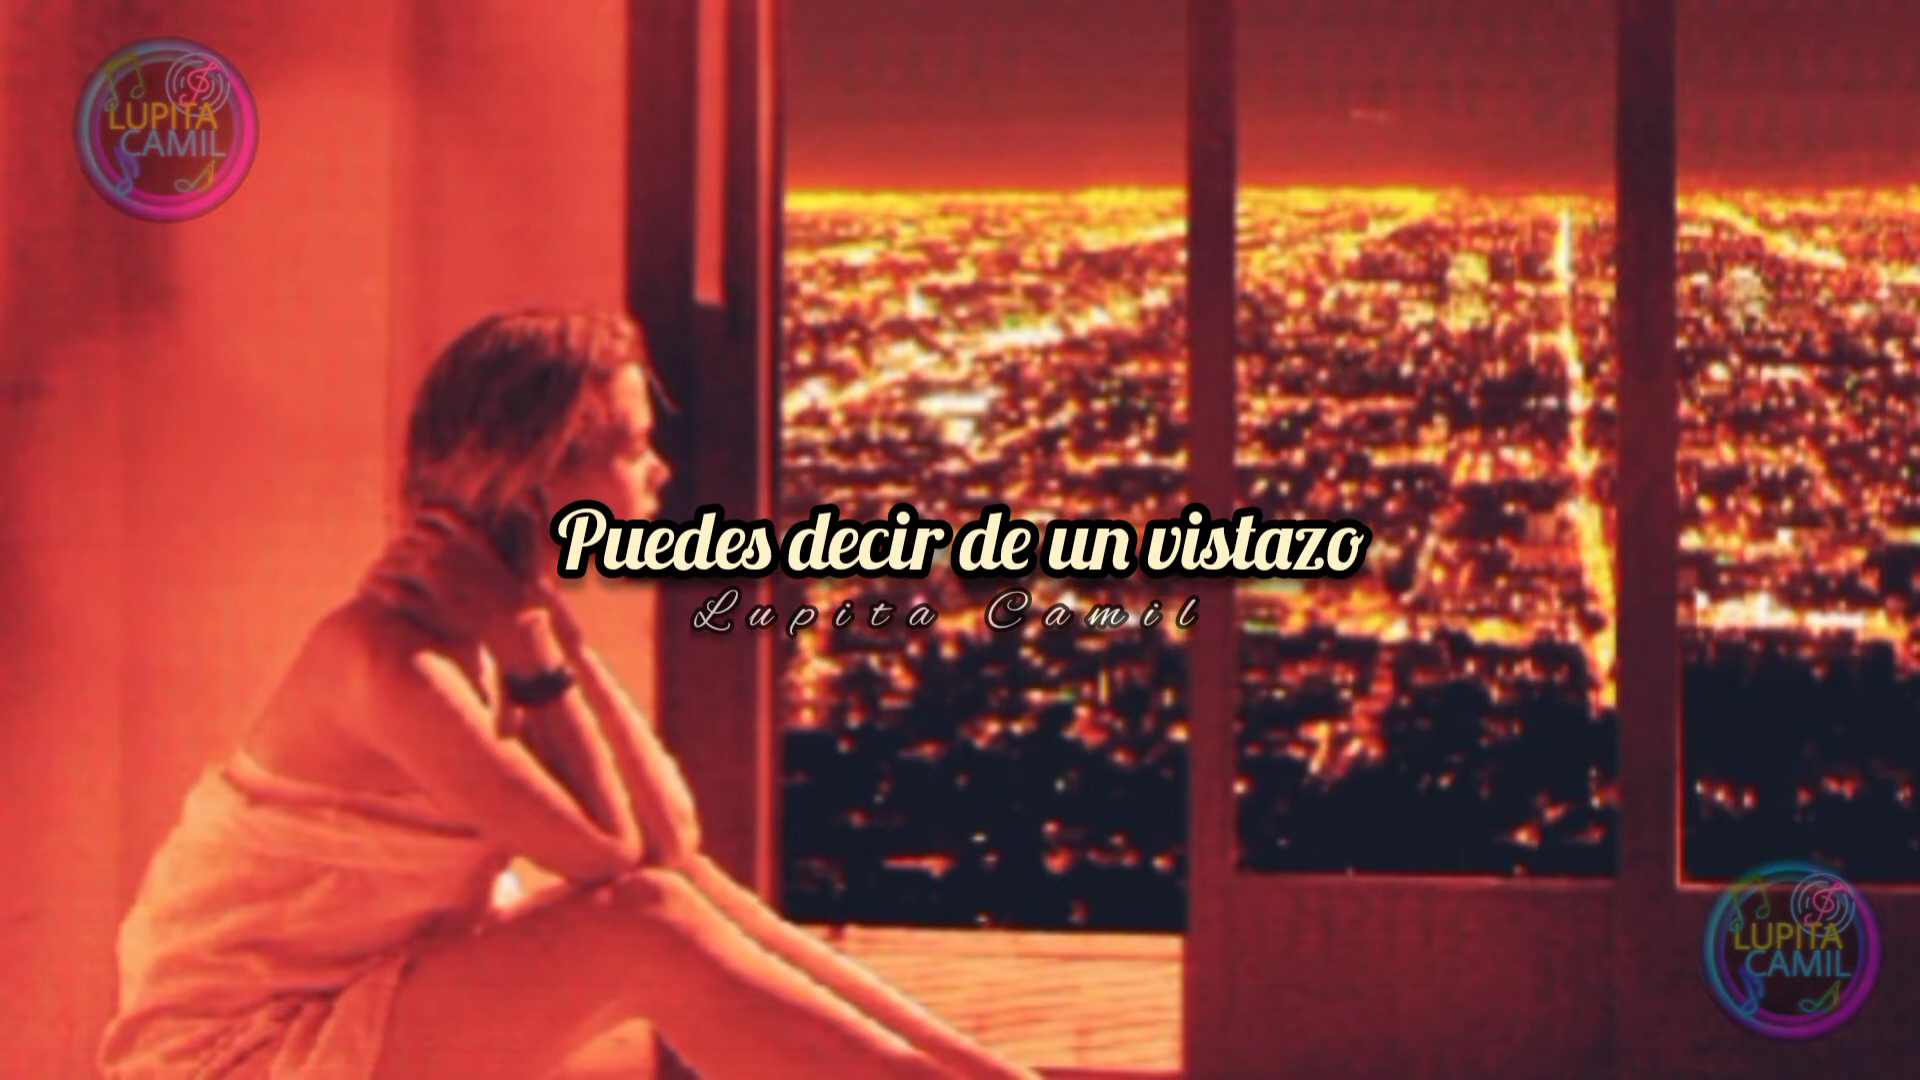 LUPITA
CAMIL
Puedes decir de un vistazo
Lupita Camil
LUPITA
CAMIL